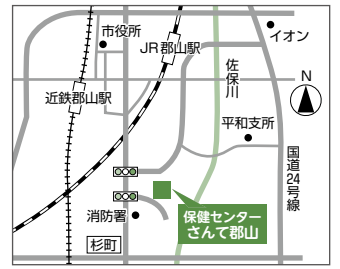 市役所
JR郡山駅
イオン
佐保川
N
近鉄郡山駅
平和支所
国道24号線
消防署
保健センター
さんて郡山
杉町